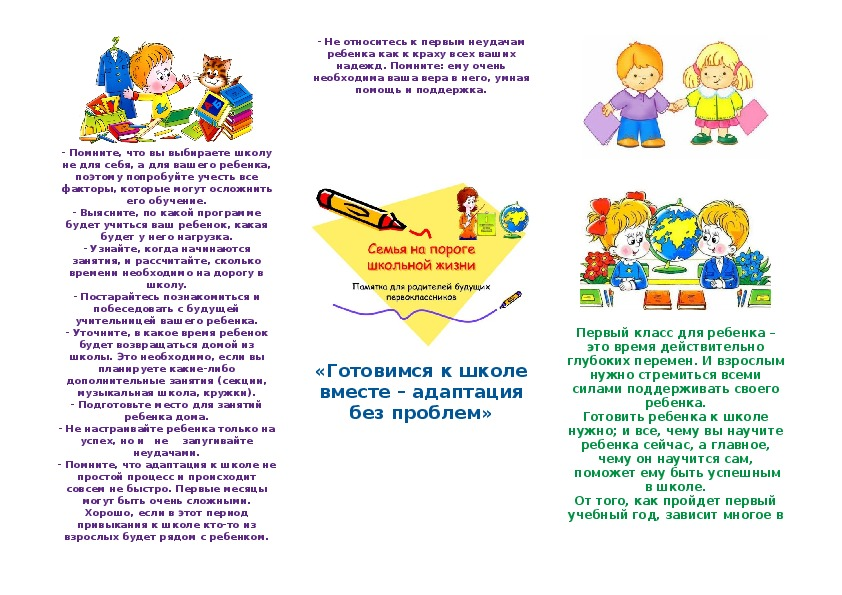 - Помните, что вы выбираете школу
не для себя, а для вашего ребенка,
поэтому попробуйте учесть все
факторы, которые могут осложнить
его обучение.
- Выясните, по какой программе
будет учиться ваш ребенок, какая
будет у него нагрузка.
- Узнайте, когда начинаются
занятия, и рассчитайте, сколько
времени необходимо на дорогу в
школу.
- Постарайтесь познакомиться и
побеседовать с будущей
учительницей вашего ребенка.
- Уточните, в какое время ребенок
будет возвращаться домой из
школы. Это необходимо, если вы
планируете какие-либо
дополнительные занятия (секции,
музыкальная школа, кружки).
- Подготовьте место для занятий
ребенка дома.
- Не настраивайте ребенка только на
успех, но и не запугивайте
неудачами.
- Помните, что адаптация к школе не
простой процесс и происходит
совсем не быстро. Первые месяцы
могут быть очень сложными.
Хорошо, если в этот период
привыкания к школе кто-то из
взрослых будет рядом с ребенком.
- Не относитесь к первым неудачам
ребенка как к краху всех ваших
надежд. Помните: ему очень
необходима ваша вера в него, умная
помощь и поддержка.
Семья на пороге
школьной жизни
Памятка для родителей будущих
первоклассников
«Готовимся к школе
вместе – адаптация
без проблем»
Первый класс для ребенка –
это время действительно
глубоких перемен. И взрослым
нужно стремиться всеми
силами поддерживать своего
ребенка.
Готовить ребенка к школе
нужно; и все, чему вы научите
ребенка сейчас, а главное,
чему он научится сам,
поможет ему быть успешным
в школе.
От того, как пройдет первый
учебный год, зависит многое в